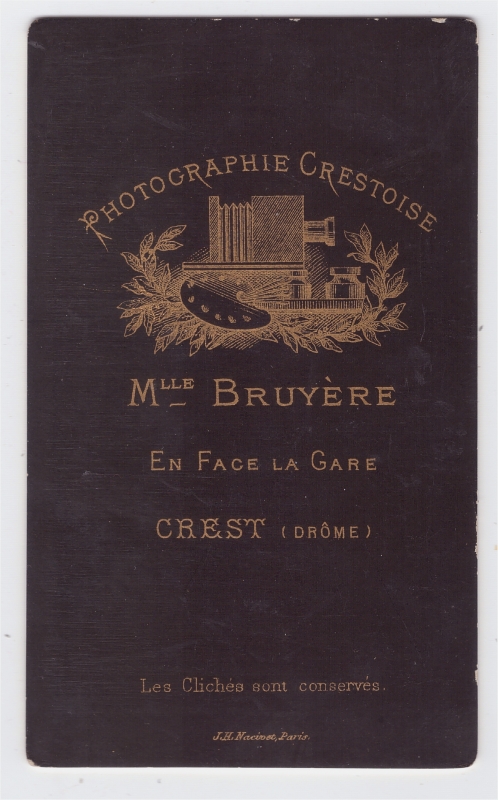 PHOTOGRAPHIE CRESTOISE
MLLE BRUYÈRE
EN FACE LA GARE
CREST (DRÔME)
Les Clichés sont conservés.
J.H. Nacivet, Paris.